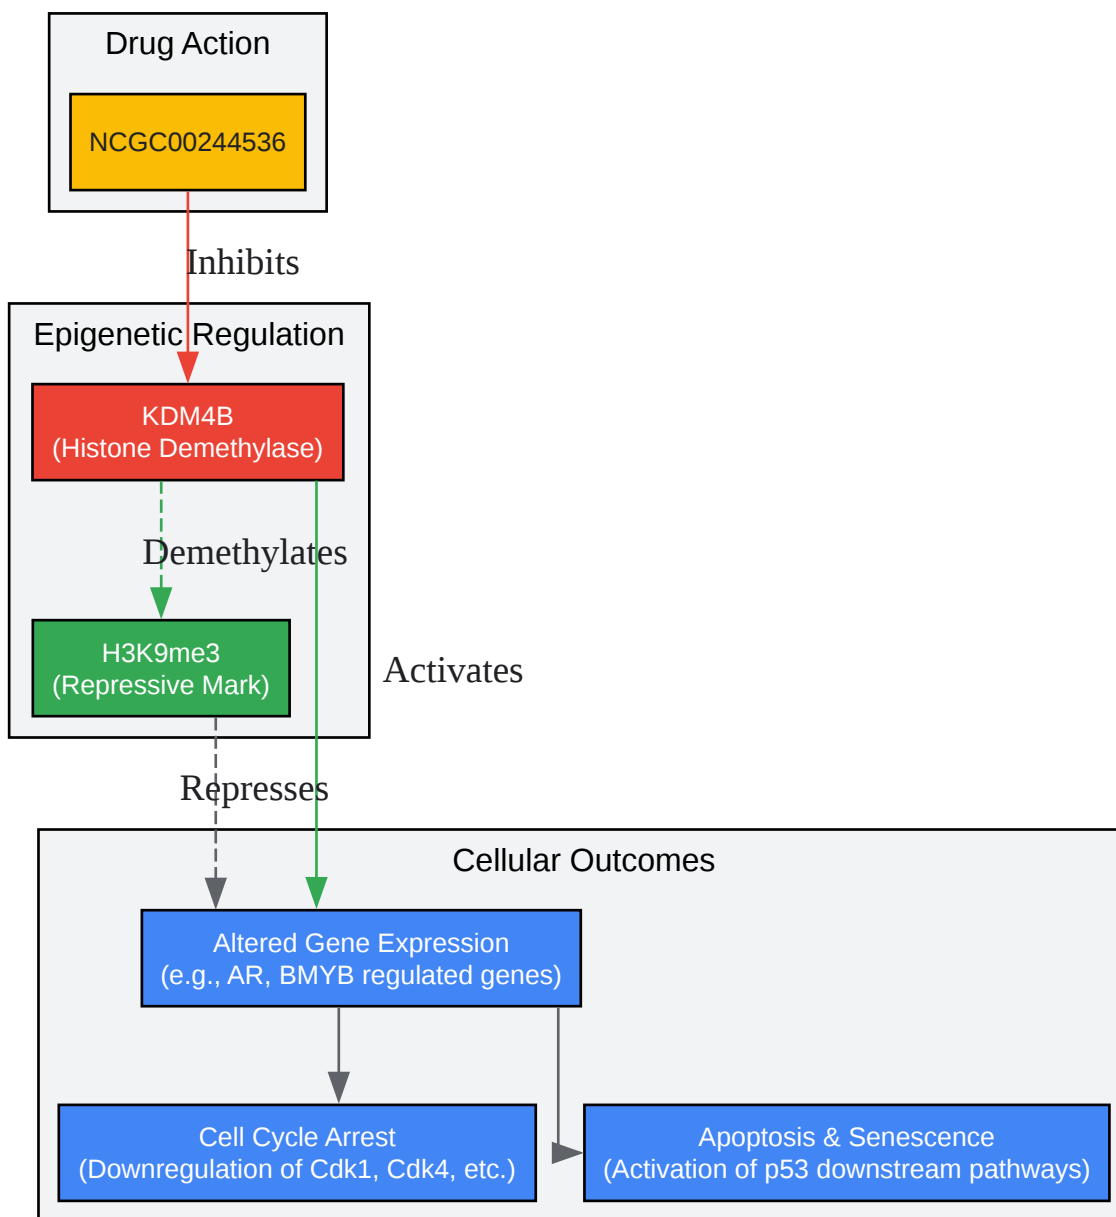 Drug Action
NCGC00244536
Inhibits
Epigenetic Regulation
KDM4B
(Histone Demethylase)
Demethylates
H3K9me3
(Repressive Mark)
Activates
Represses
Cellular Outcomes
Altered Gene Expression
(e.g., AR, BMYB regulated genes)
Cell Cycle Arrest
(Downregulation of Cdk1, Cdk4, etc.)
Apoptosis & Senescence
(Activation of p53 downstream pathways)